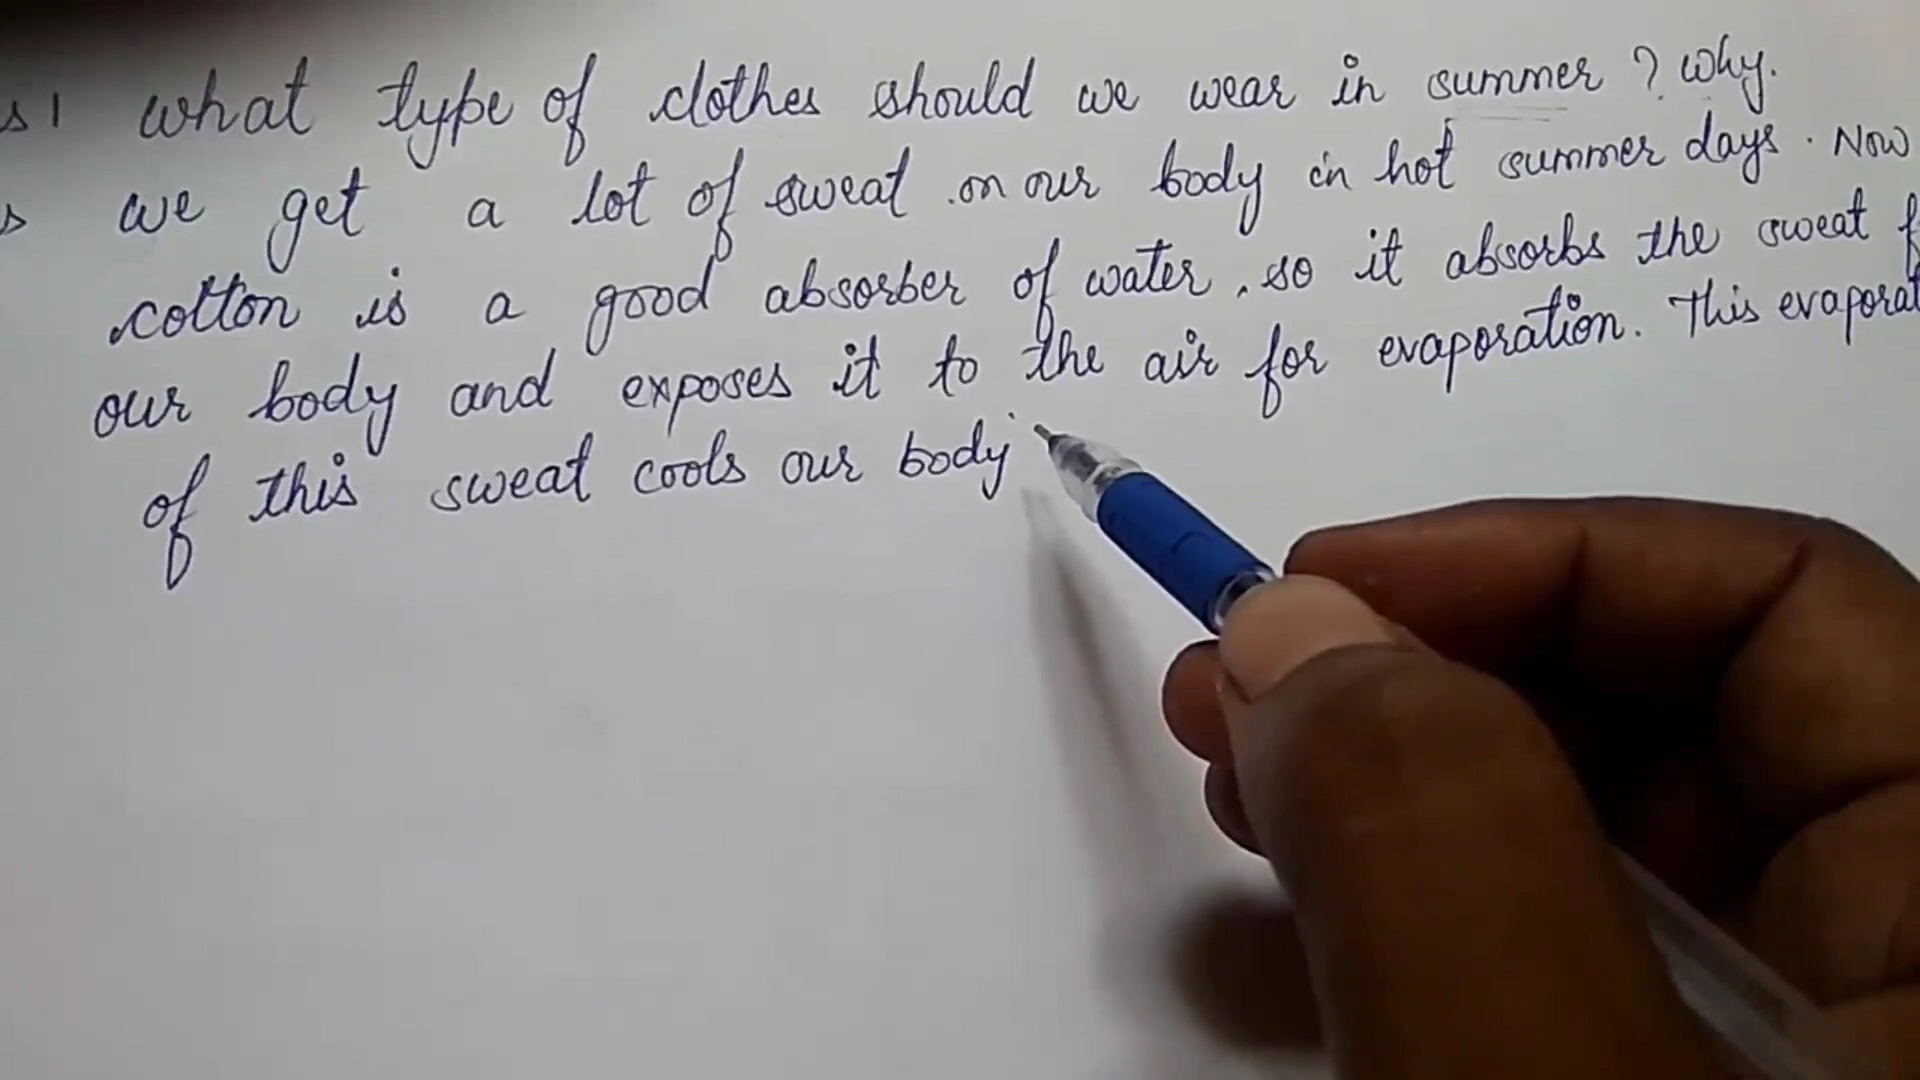 s 1 what type of clothes should we wear in summer ? Why.
s we get a lot of sweat on our body in hot summer days. Now
cotton is a good absorber of water, so it absorbs the sweat f
our body and exposes it to the air for evaporation. This evaporat
of this sweat cools our body